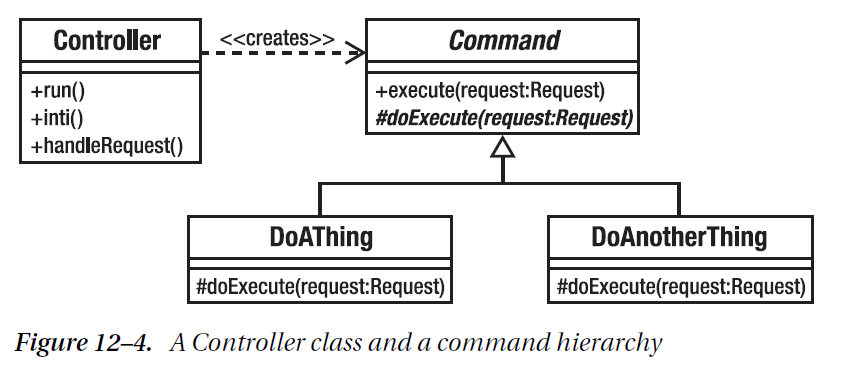 Controller
<<creates>>
Command
+run()
+inti()
+handleRequest()
+execute(request:Request)
#doExecute(request:Request)
DoAThing
DoAnotherThing
#doExecute(request:Request)
#doExecute(request:Request)
Figure 12–4. A Controller class and a command hierarchy